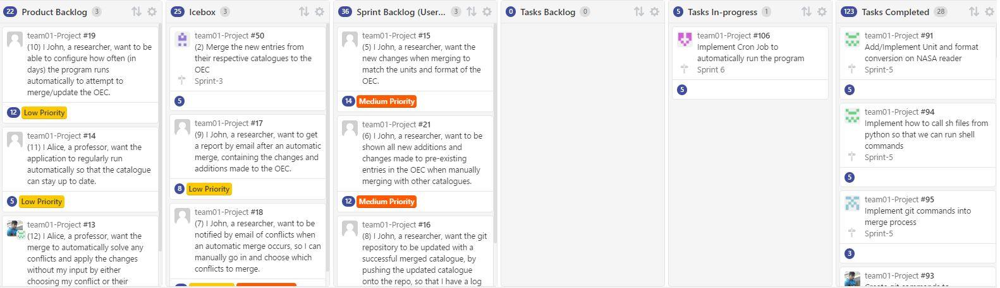 22 Product Backlog 3
team01-Project #19
(10) I John, a researcher, want to be
able to configure how often (in
days) the program runs
automatically to attempt to
merge/update the OEC.
12 Low Priority
team01-Project #14
(11) I Alice, a professor, want the
application to regularly run
automatically so that the catalogue
can stay up to date.
5 Low Priority
team01-Project #13
(12) I Alice, a professor, want the
merge to automatically solve any
conflicts and apply the changes
without my input by either
choosing my conflict or their
25 Icebox 3
team01-Project #50
(2) Merge the new entries from
their respective catalogues to the
OEC
Sprint-3
5
team01-Project #17
(9) I John, a researcher, want to get
a report by email after an automatic
merge, containing the changes and
additions made to the OEC.
8 Low Priority
team01-Project #18
(7) I John, a researcher, want to be
notified by email of conflicts when
an automatic merge occurs, so I can
manually go in and choose which
conflicts to merge.
36 Sprint Backlog (User... 3
team01-Project #15
(5) I John, a researcher, want the
new changes when merging to
match the units and format of the
OEC.
14 Medium Priority
team01-Project #21
(6) I John, a researcher, want to be
shown all new additions and
changes made to pre-existing
entries in the OEC when manually
merging with other catalogues.
12 Medium Priority
team01-Project #16
(8) I John, a researcher, want the git
repository to be updated with a
successful merged catalogue, by
pushing the updated catalogue
onto the repo, so that I have a log
0 Tasks Backlog 0
5 Tasks In-progress 1
team01-Project #106
Implement Cron Job to
automatically run the program
Sprint 6
5
123 Tasks Completed 28
team01-Project #91
Add/Implement Unit and format
conversion on NASA reader
Sprint-5
5
team01-Project #94
Implement how to call sh files from
python so that we can run shell
commands
Sprint-5
5
team01-Project #95
Implement git commands into
merge process
Sprint-5
3
team01-Project #93
Create git commands to